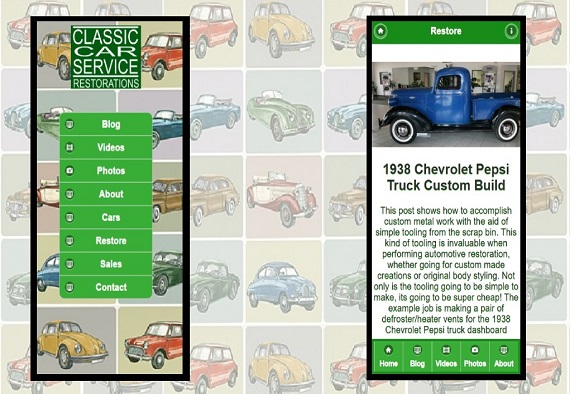 CLASSIC
CAR
SERVICE
RESTORATIONS
Blog
Videos
Photos
About
Cars
Restore
Sales
Contact
Restore
1938 Chevrolet Pepsi
Truck Custom Build
This post shows how to accomplish
custom metal work with the aid of
simple tooling from the scrap bin. This
kind of tooling is invaluable when
performing automotive restoration,
whether going for custom made
creations or original body styling. Not
only is the tooling going to be simple to
make, its going to be super cheap! The
example job is making a pair of
defroster/heater vents for the 1938
Chevrolet Pepsi truck dashboard
Home Blog Videos Photos About